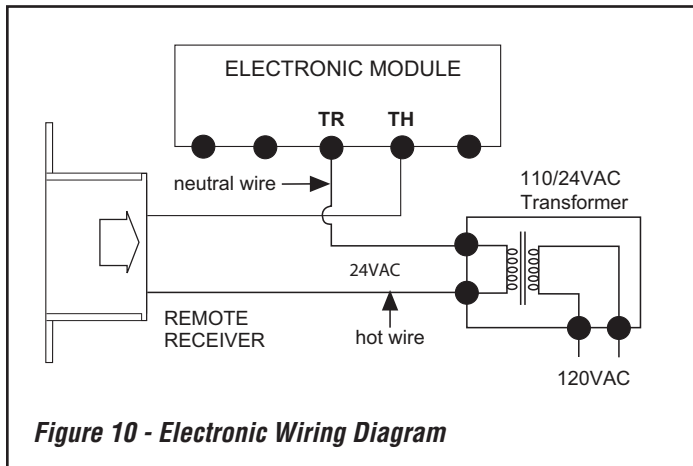 ELECTRONIC MODULE
TR TH
neutral wire
110/24VAC
Transformer
24VAC
REMOTE
RECEIVER
hot wire
120VAC
Figure 10 - Electronic Wiring Diagram